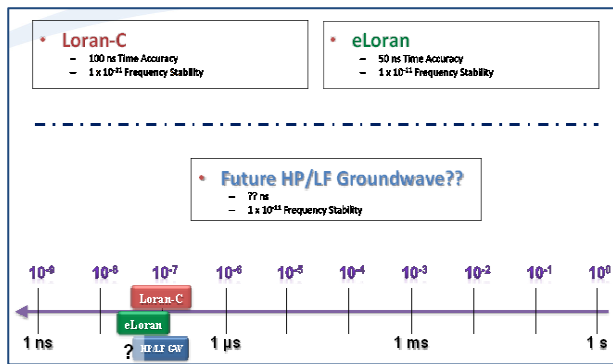 • Loran-C
– 100 ns Time Accuracy
– 1 x 10⁻¹¹ Frequency Stability
• eLoran
– 50 ns Time Accuracy
– 1 x 10⁻¹¹ Frequency Stability
• Future HP/LF Groundwave??
– ?? ns
– 1 x 10⁻¹¹ Frequency Stability
10⁻⁹ 10⁻⁸ 10⁻⁷ 10⁻⁶ 10⁻⁵ 10⁻⁴ 10⁻³ 10⁻² 10⁻¹ 10⁰
Loran-C
eLoran
? HP/LF GW
1 ns 1 µs 1 ms 1 s